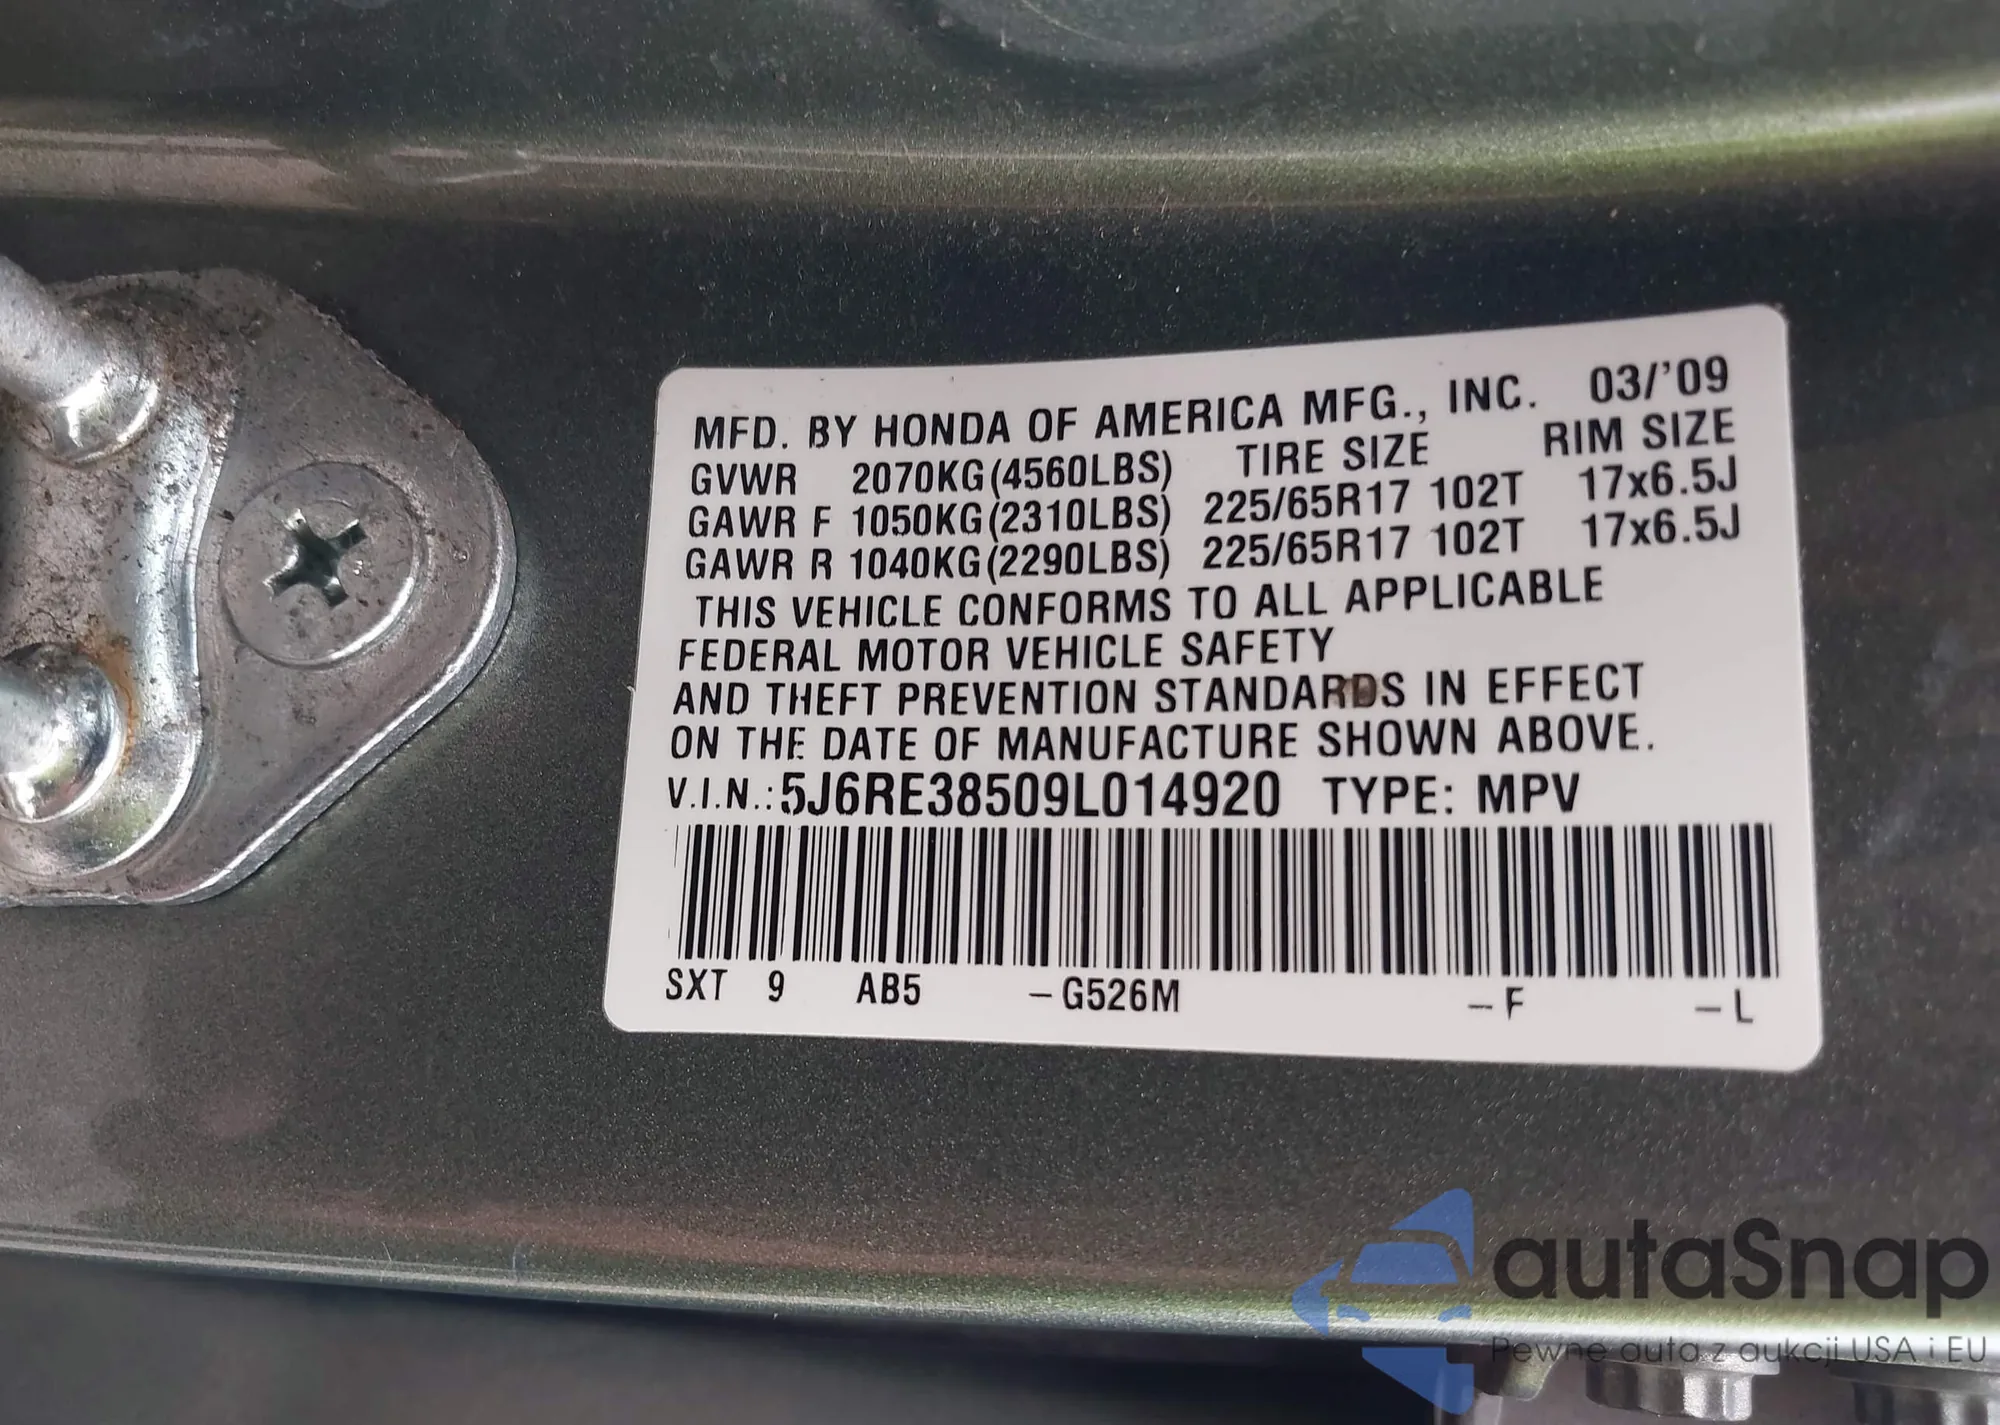 MFD. BY HONDA OF AMERICA MFG., INC. 03/'09
GVWR 2070KG(4560LBS) TIRE SIZE RIM SIZE
GAWR F 1050KG(2310LBS) 225/65R17 102T 17x6.5J
GAWR R 1040KG(2290LBS) 225/65R17 102T 17x6.5J
THIS VEHICLE CONFORMS TO ALL APPLICABLE
FEDERAL MOTOR VEHICLE SAFETY
AND THEFT PREVENTION STANDARDS IN EFFECT
ON THE DATE OF MANUFACTURE SHOWN ABOVE.
V.I.N.:5J6RE38509L014920 TYPE: MPV
SXT 9 AB5 -G526M -F -L
autaSnap
Pewne auta z aukcji USA i EU